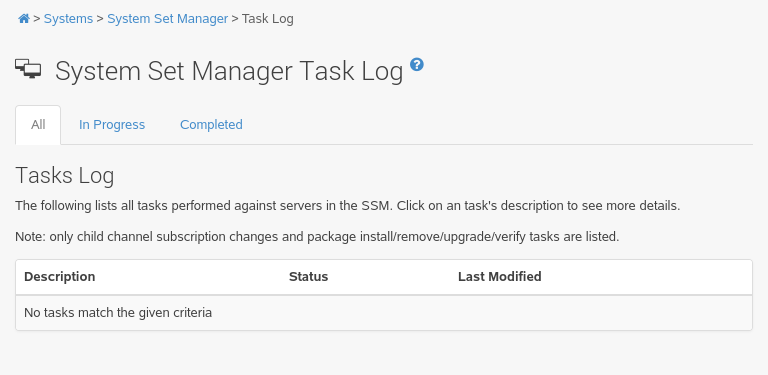 > Systems > System Set Manager > Task Log
System Set Manager Task Log ?
All In Progress Completed
Tasks Log
The following lists all tasks performed against servers in the SSM. Click on an task's description to see more details.
Note: only child channel subscription changes and package install/remove/upgrade/verify tasks are listed.
Description Status Last Modified
No tasks match the given criteria